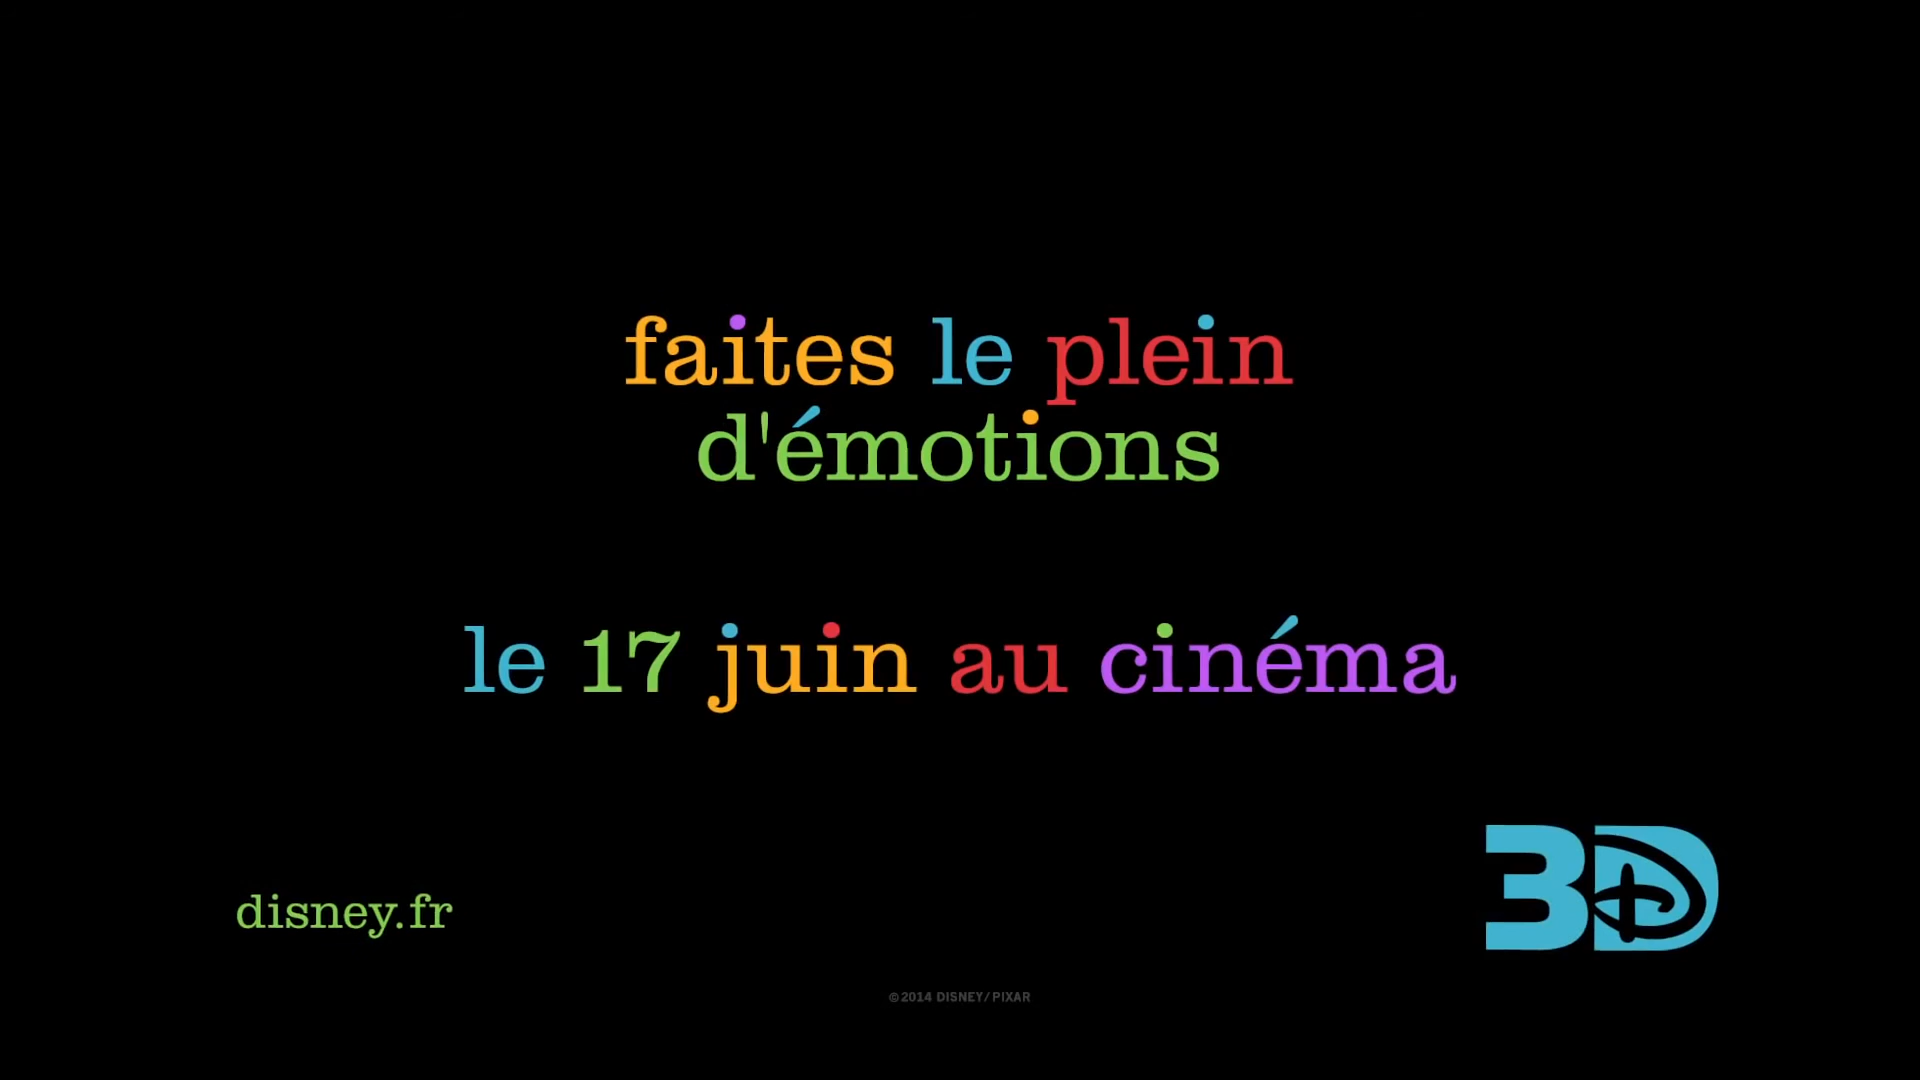 faites le plein
d'émotions
le 17 juin au cinéma
3D
disney.fr
©2014 DISNEY/PIXAR